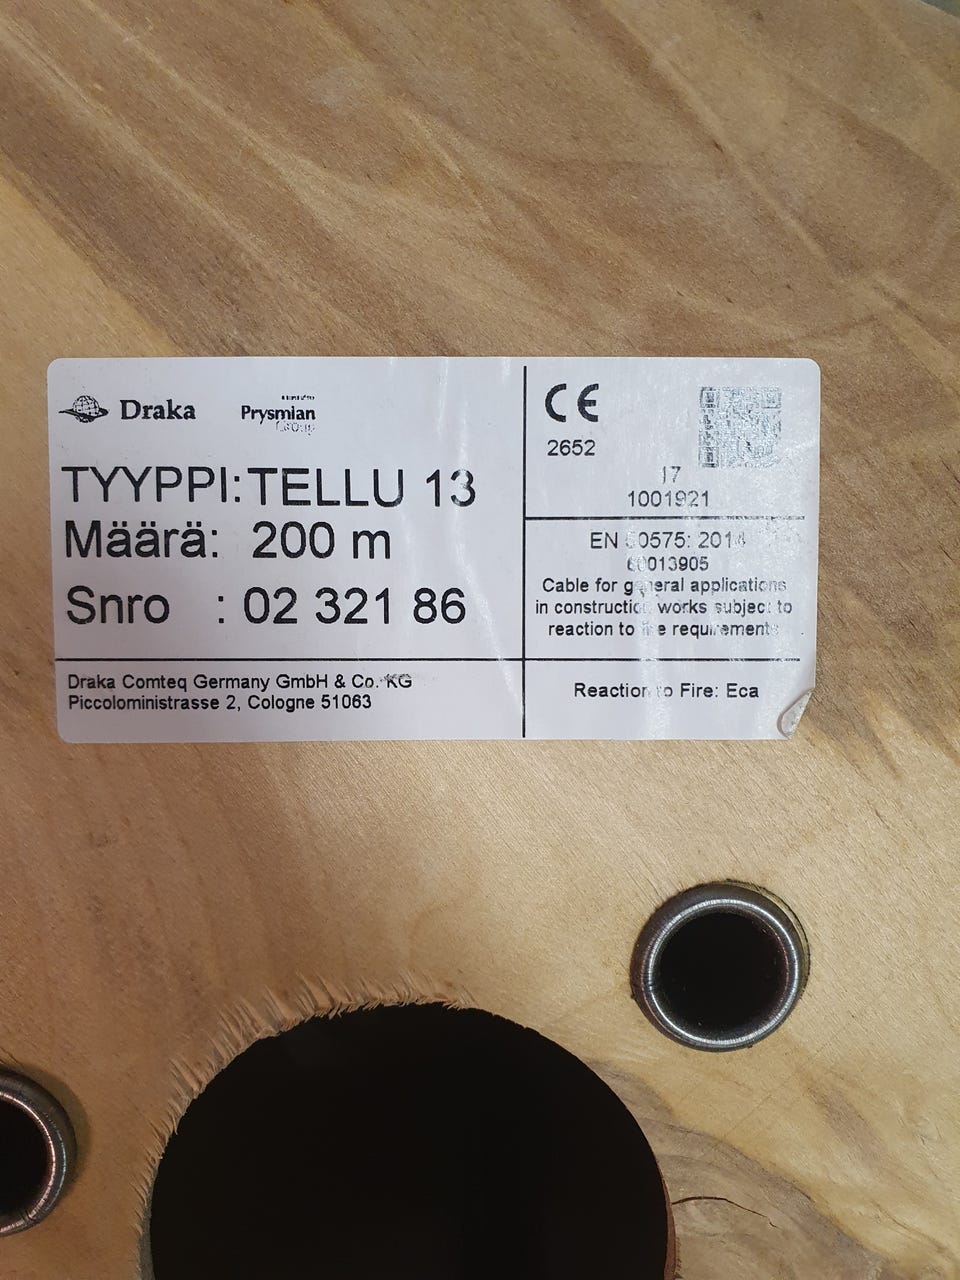 Draka
Prysmian
Group
TYYPPI: TELLU 13
Määrä: 200 m
Snro : 02 321 86
Draka Comteq Germany GmbH & Co. KG
Piccoloministrasse 2, Cologne 51063
CE
2652
17
1001921
EN 50575: 2014
60013905
Cable for general applications
in construction works subject to
reaction to fire requirements
Reaction to Fire: Eca